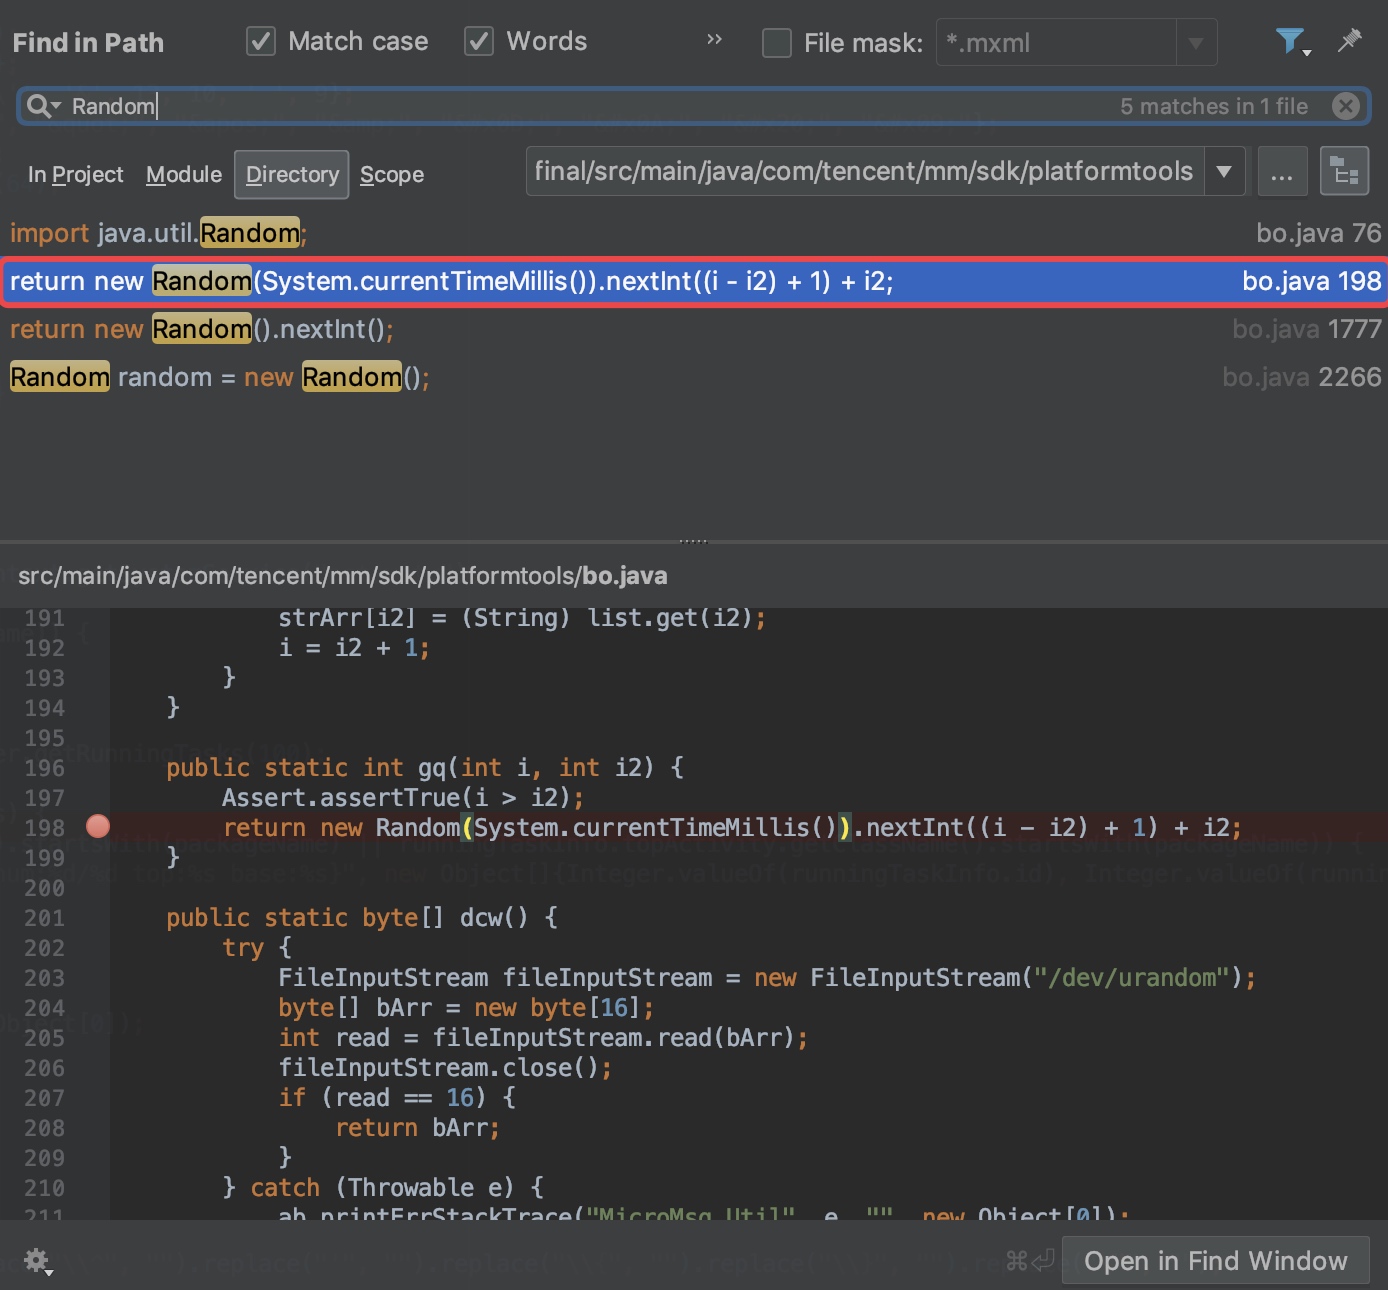 Find in Path Match case Words » File mask: *.mxml
Random 5 matches in 1 file
In Project Module Directory Scope final/src/main/java/com/tencent/mm/sdk/platformtools ...
import java.util.Random; bo.java 76
return new Random(System.currentTimeMillis()).nextInt((i - i2) + 1) + i2; bo.java 198
return new Random().nextInt(); bo.java 1777
Random random = new Random(); bo.java 2266
src/main/java/com/tencent/mm/sdk/platformtools/bo.java
191 strArr[i2] = (String) list.get(i2);
192 i = i2 + 1;
193 }
194 }
195
196 public static int gq(int i, int i2) {
197 Assert.assertTrue(i > i2);
198 return new Random(System.currentTimeMillis()).nextInt((i - i2) + 1) + i2;
199 }
200
201 public static byte[] dcw() {
202 try {
203 FileInputStream fileInputStream = new FileInputStream("/dev/urandom");
204 byte[] bArr = new byte[16];
205 int read = fileInputStream.read(bArr);
206 fileInputStream.close();
207 if (read == 16) {
208 return bArr;
209 }
210 } catch (Throwable e) {
211 ab.printErrStackTrace("MicroMsg.Util", e, "", new Object[0]);
⌘⏎ Open in Find Window